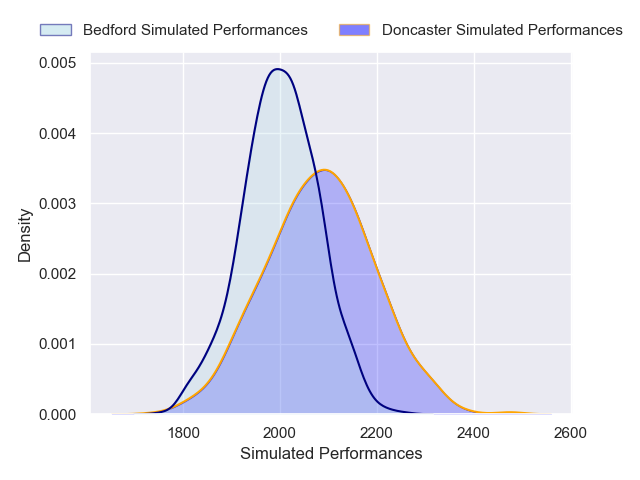 Bedford Simulated Performances
Doncaster Simulated Performances
0.005
0.004
0.003
0.002
0.001
0.000
Density
1800
2000
2200
2400
2600
Simulated Performances